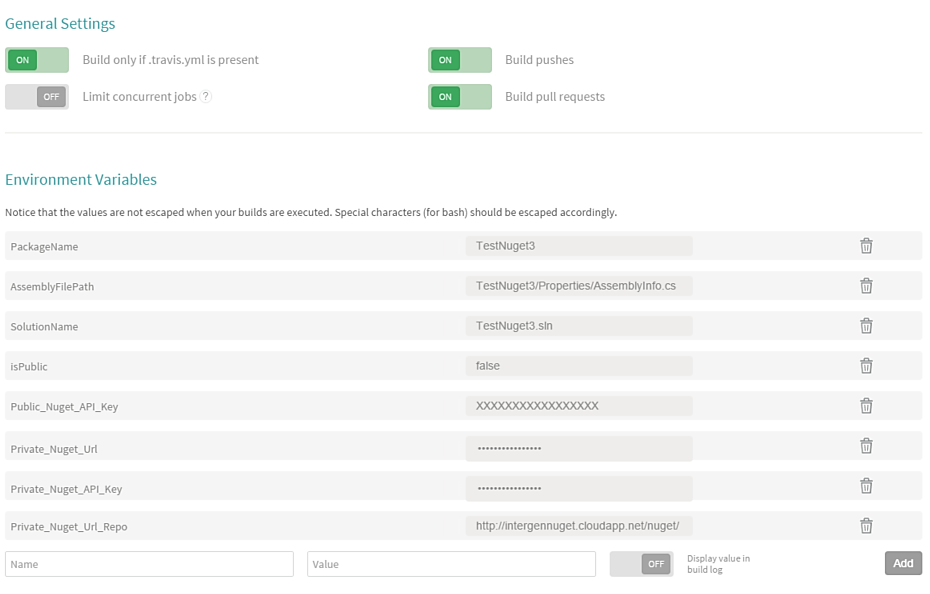 General Settings
ON Build only if .travis.yml is present ON Build pushes
OFF Limit concurrent jobs ? ON Build pull requests
Environment Variables
Notice that the values are not escaped when your builds are executed. Special characters (for bash) should be escaped accordingly.
PackageName TestNuget3
AssemblyFilePath TestNuget3/Properties/AssemblyInfo.cs
SolutionName TestNuget3.sln
isPublic false
Public_Nuget_API_Key XXXXXXXXXXXXXXXXX
Private_Nuget_Url ••••••••••••••••
Private_Nuget_API_Key ••••••••••••••••
Private_Nuget_Url_Repo http://intergennuget.cloudapp.net/nuget/
Name Value OFF Display value in
build log Add